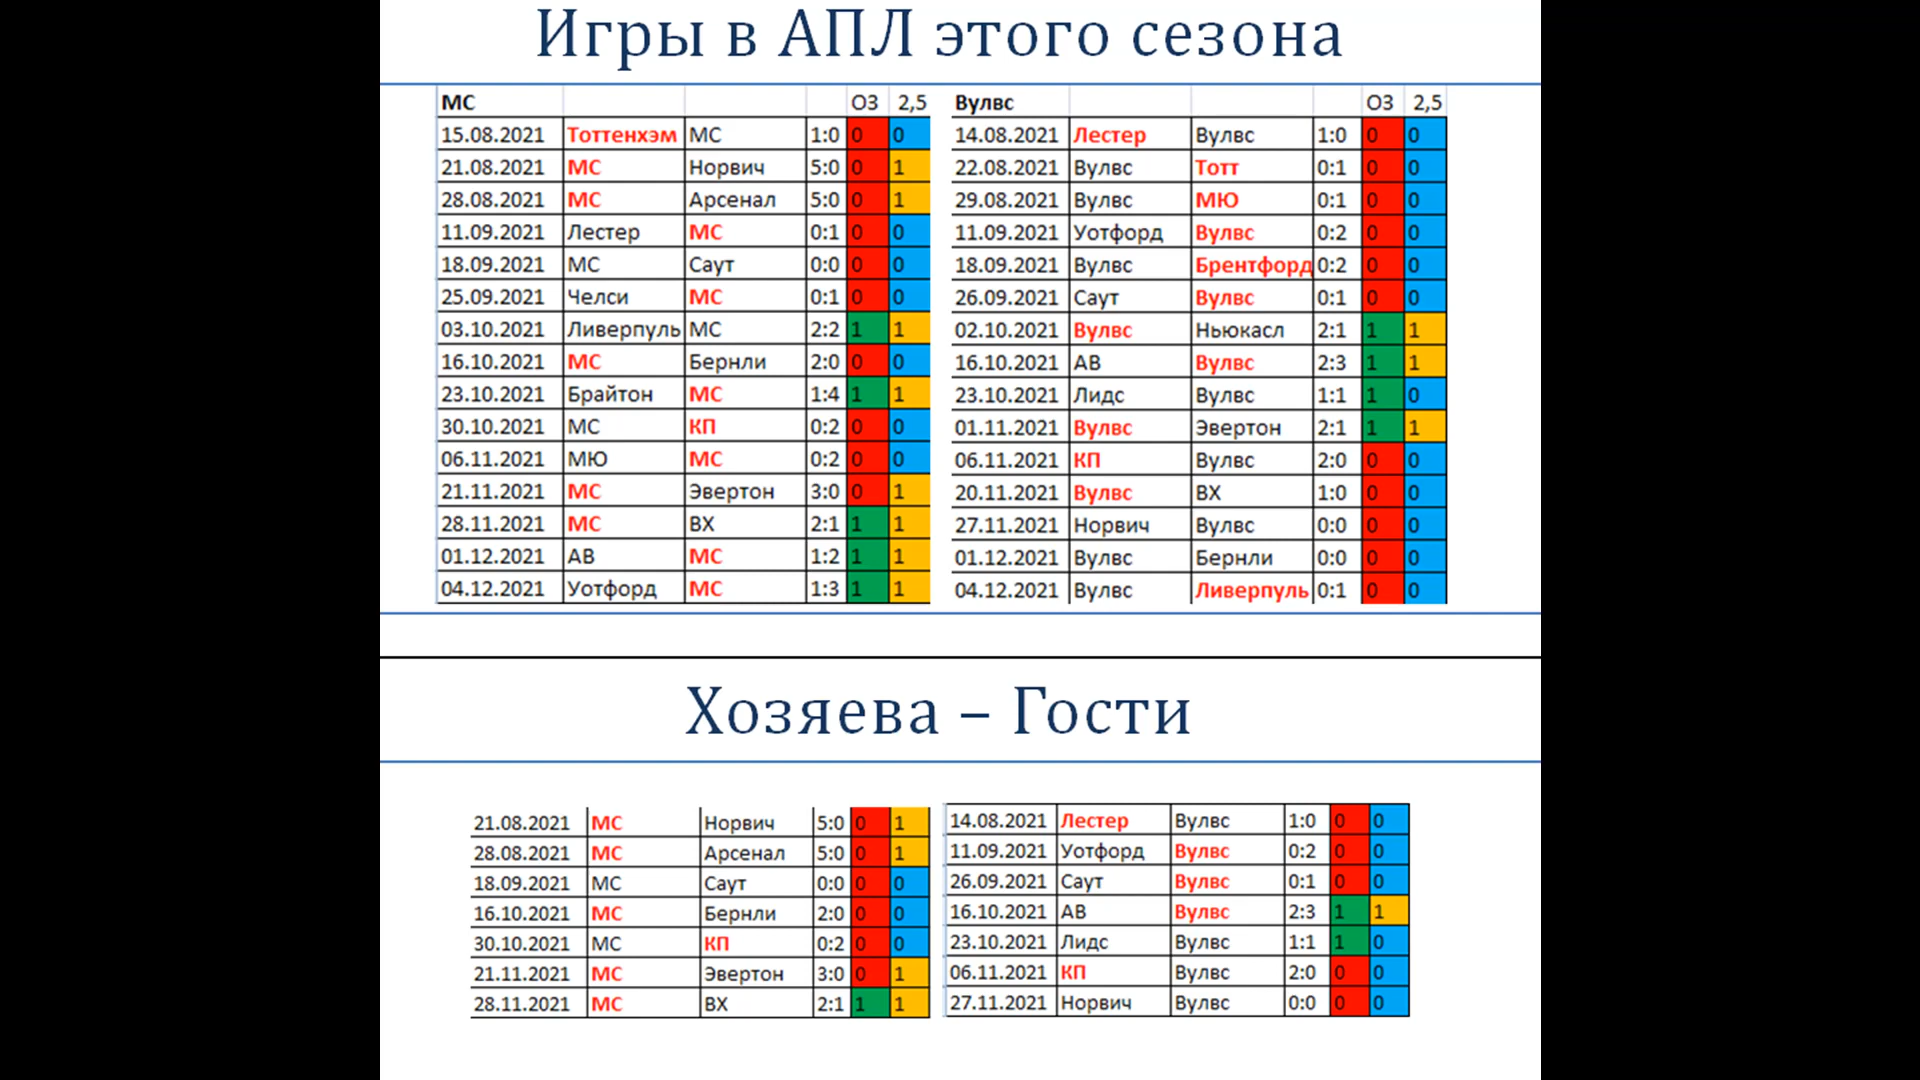 Игры в АПЛ этого сезона
МС ОЗ 2,5
15.08.2021 Тоттенхэм МС 1:0 0 0
21.08.2021 МС Норвич 5:0 0 1
28.08.2021 МС Арсенал 5:0 0 1
11.09.2021 Лестер МС 0:1 0 0
18.09.2021 МС Саут 0:0 0 0
25.09.2021 Челси МС 0:1 0 0
03.10.2021 Ливерпуль МС 2:2 1 1
16.10.2021 МС Бернли 2:0 0 0
23.10.2021 Брайтон МС 1:4 1 1
30.10.2021 МС КП 0:2 0 0
06.11.2021 МЮ МС 0:2 0 0
21.11.2021 МС Эвертон 3:0 0 1
28.11.2021 МС ВХ 2:1 1 1
01.12.2021 АВ МС 1:2 1 1
04.12.2021 Уотфорд МС 1:3 1 1
Вулвс ОЗ 2,5
14.08.2021 Лестер Вулвс 1:0 0 0
22.08.2021 Вулвс Тотт 0:1 0 0
29.08.2021 Вулвс МЮ 0:1 0 0
11.09.2021 Уотфорд Вулвс 0:2 0 0
18.09.2021 Вулвс Брентфорд 0:2 0 0
26.09.2021 Саут Вулвс 0:1 0 0
02.10.2021 Вулвс Ньюкасл 2:1 1 1
16.10.2021 АВ Вулвс 2:3 1 1
23.10.2021 Лидс Вулвс 1:1 1 0
01.11.2021 Вулвс Эвертон 2:1 1 1
06.11.2021 КП Вулвс 2:0 0 0
20.11.2021 Вулвс ВХ 1:0 0 0
27.11.2021 Норвич Вулвс 0:0 0 0
01.12.2021 Вулвс Бернли 0:0 0 0
04.12.2021 Вулвс Ливерпуль 0:1 0 0
Хозяева – Гости
21.08.2021 МС Норвич 5:0 0 1
28.08.2021 МС Арсенал 5:0 0 1
18.09.2021 МС Саут 0:0 0 0
16.10.2021 МС Бернли 2:0 0 0
30.10.2021 МС КП 0:2 0 0
21.11.2021 МС Эвертон 3:0 0 1
28.11.2021 МС ВХ 2:1 1 1
14.08.2021 Лестер Вулвс 1:0 0 0
11.09.2021 Уотфорд Вулвс 0:2 0 0
26.09.2021 Саут Вулвс 0:1 0 0
16.10.2021 АВ Вулвс 2:3 1 1
23.10.2021 Лидс Вулвс 1:1 1 0
06.11.2021 КП Вулвс 2:0 0 0
27.11.2021 Норвич Вулвс 0:0 0 0